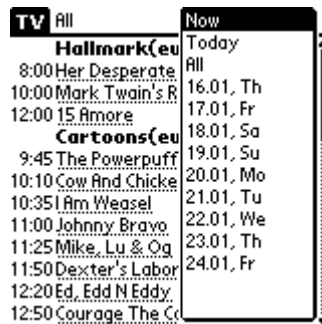 TV All
Hallmark(eu
8:00 Her Desperate
10:00 Mark Twain's R
12:00 15 Amore
Cartoons(eu
9:45 The Powerpuff
10:10 Cow And Chicke
10:35 I Am Weasel
11:00 Johnny Bravo
11:25 Mike, Lu & Og
11:50 Dexter's Labor
12:20 Ed, Edd N Eddy
12:50 Courage The Co
Now
Today
All
16.01, Th
17.01, Fr
18.01, Sa
19.01, Su
20.01, Mo
21.01, Tu
22.01, We
23.01, Th
24.01, Fr